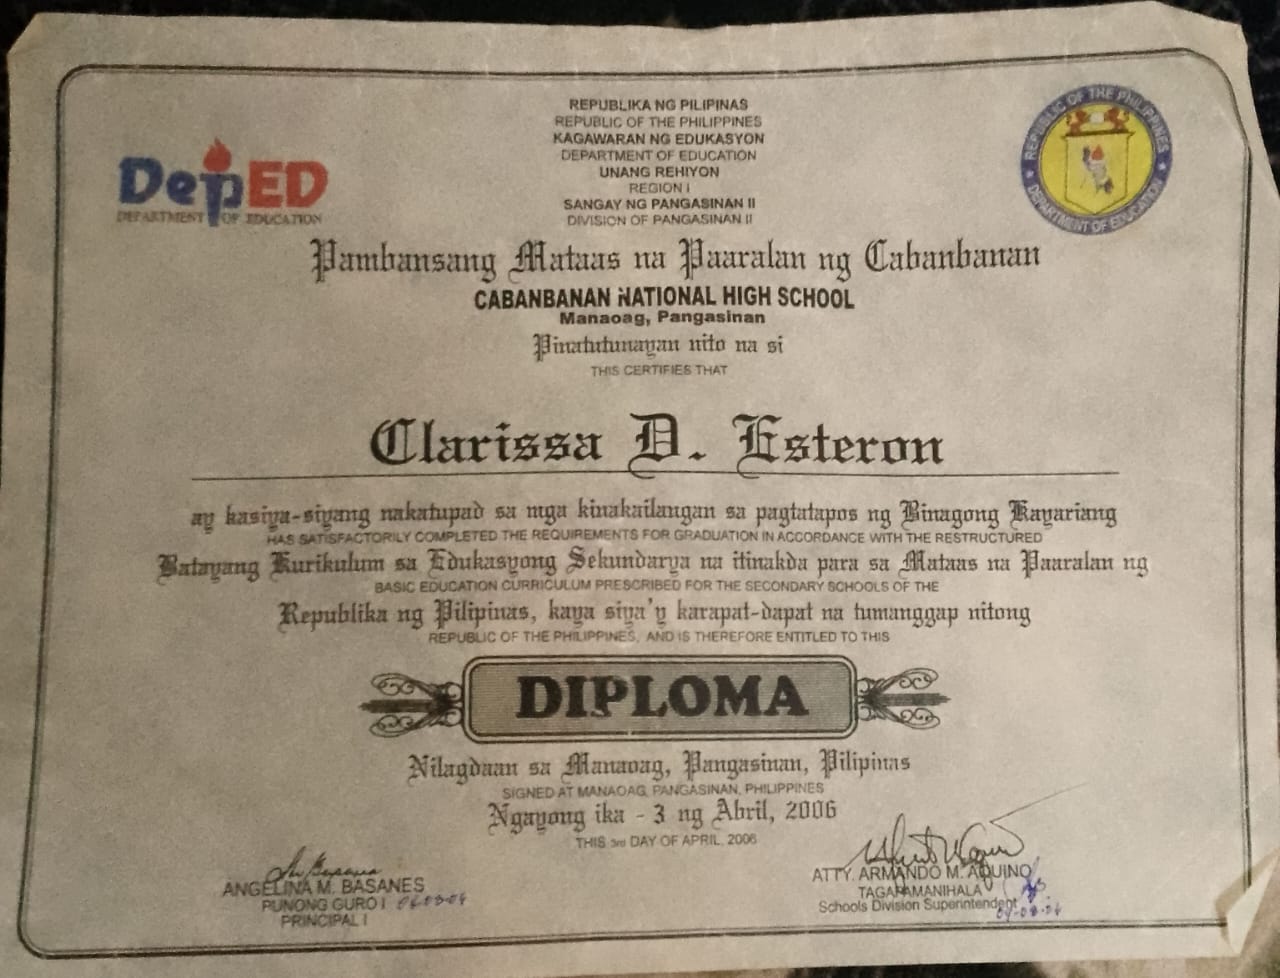 DepED
DEPARTMENT OF EDUCATION
REPUBLIKA NG PILIPINAS
REPUBLIC OF THE PHILIPPINES
KAGAWARAN NG EDUKASYON
DEPARTMENT OF EDUCATION
UNANG REHIYON
REGION I
SANGAY NG PANGASINAN II
DIVISION OF PANGASINAN II
REPUBLIC OF THE PHILIPPINES
DEPARTMENT OF EDUCATION
Pambansang Mataas na Paaralan ng Cabanbanan
CABANBANAN NATIONAL HIGH SCHOOL
Manaoag, Pangasinan
Pinatutunayan nito na si
THIS CERTIFIES THAT
Clarissa D. Esteron
ay kasiya-siyang nakatupad sa mga kinakailangan sa pagtatapos ng Binagong Kayariang
HAS SATISFACTORILY COMPLETED THE REQUIREMENTS FOR GRADUATION IN ACCORDANCE WITH THE RESTRUCTURED
Batayang Kurikulum sa Edukasyong Sekundarya na itinakda para sa Mataas na Paaralan ng
BASIC EDUCATION CURRICULUM PRESCRIBED FOR THE SECONDARY SCHOOLS OF THE
Republika ng Pilipinas, kaya siya'y karapat-dapat na tumanggap nitong
REPUBLIC OF THE PHILIPPINES, AND IS THEREFORE ENTITLED TO THIS
DIPLOMA
Nilagdaan sa Manaoag, Pangasinan, Pilipinas
SIGNED AT MANAOAG, PANGASINAN, PHILIPPINES
Ngayong ika - 3 ng Abril, 2006
THIS 3rd DAY OF APRIL, 2006
ANGELINA M. BASANES
PUNONG GURO I
PRINCIPAL I
ATTY. ARMANDO M. AQUINO
TAGAPAMANIHALA
Schools Division Superintendent